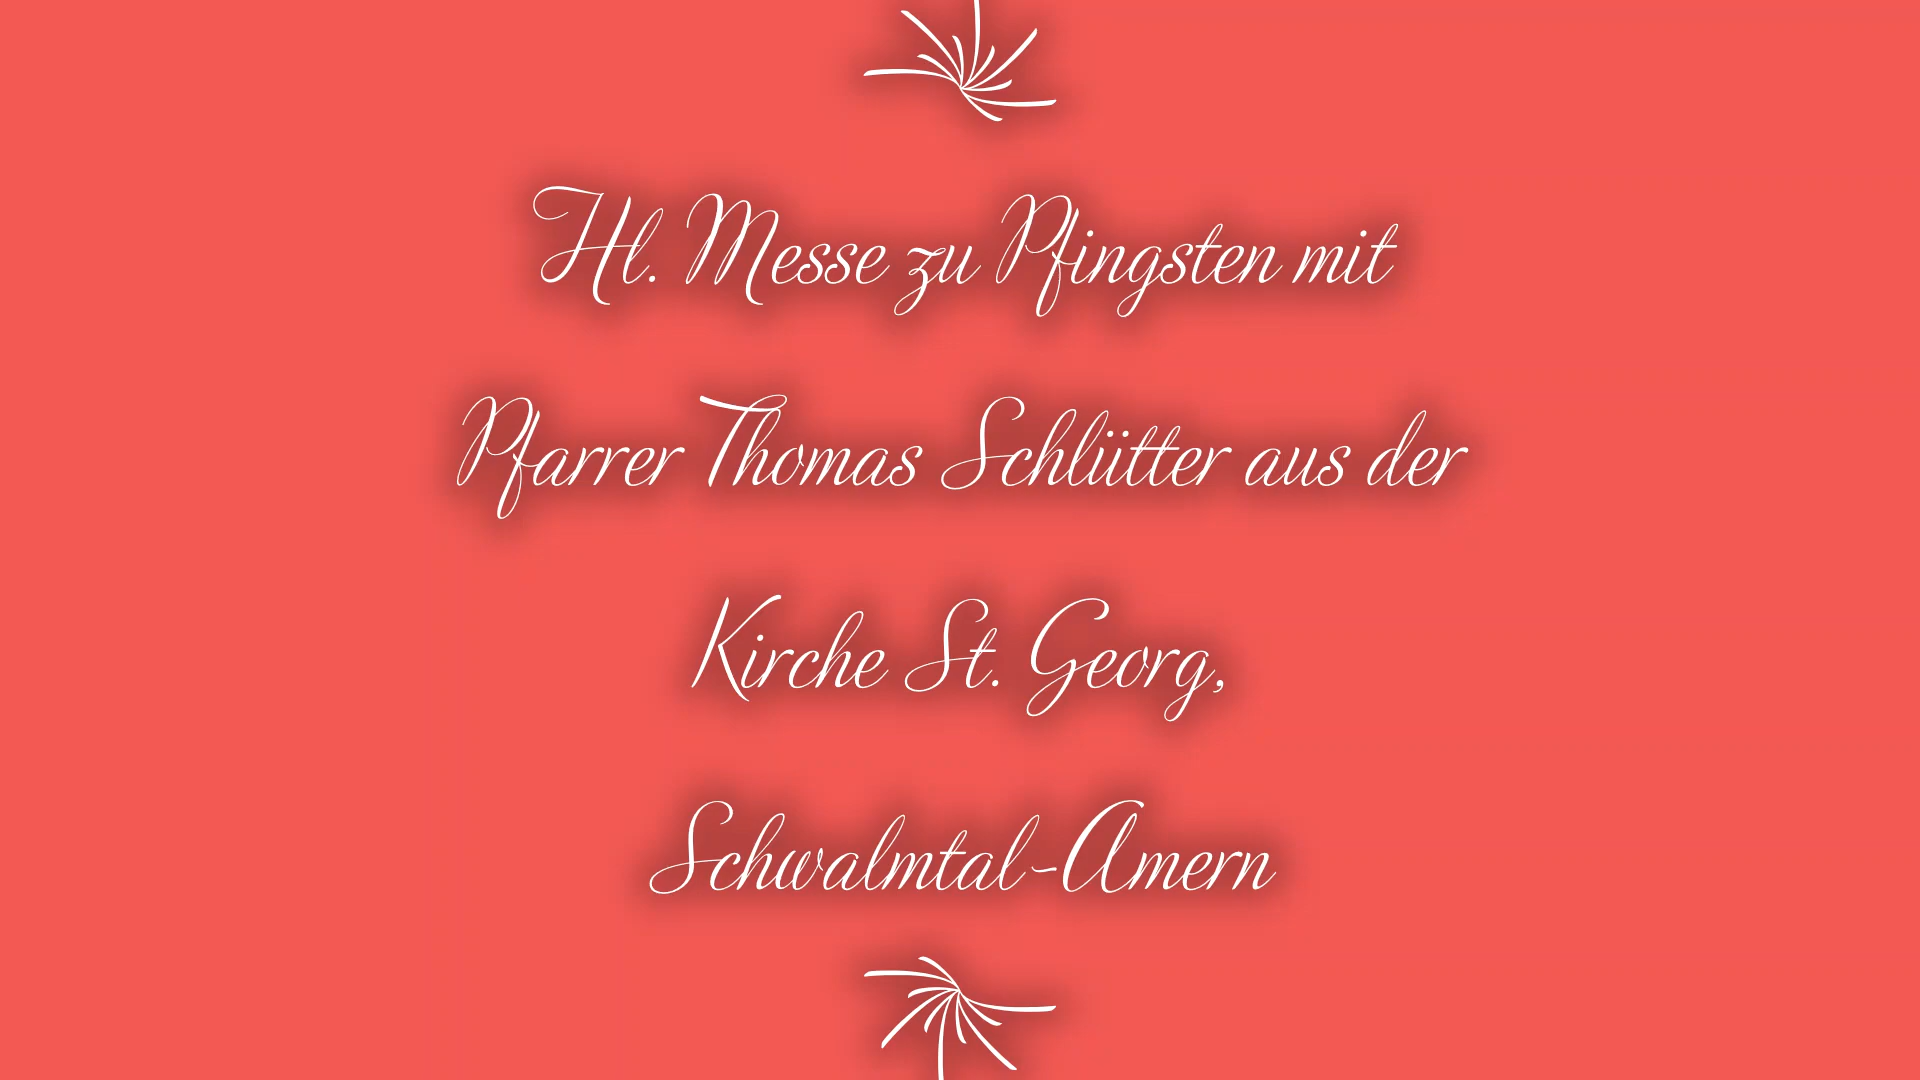 Hl. Messe zu Pfingsten mit
Pfarrer Thomas Schlütter aus der
Kirche St. Georg,
Schwalmtal-Amern